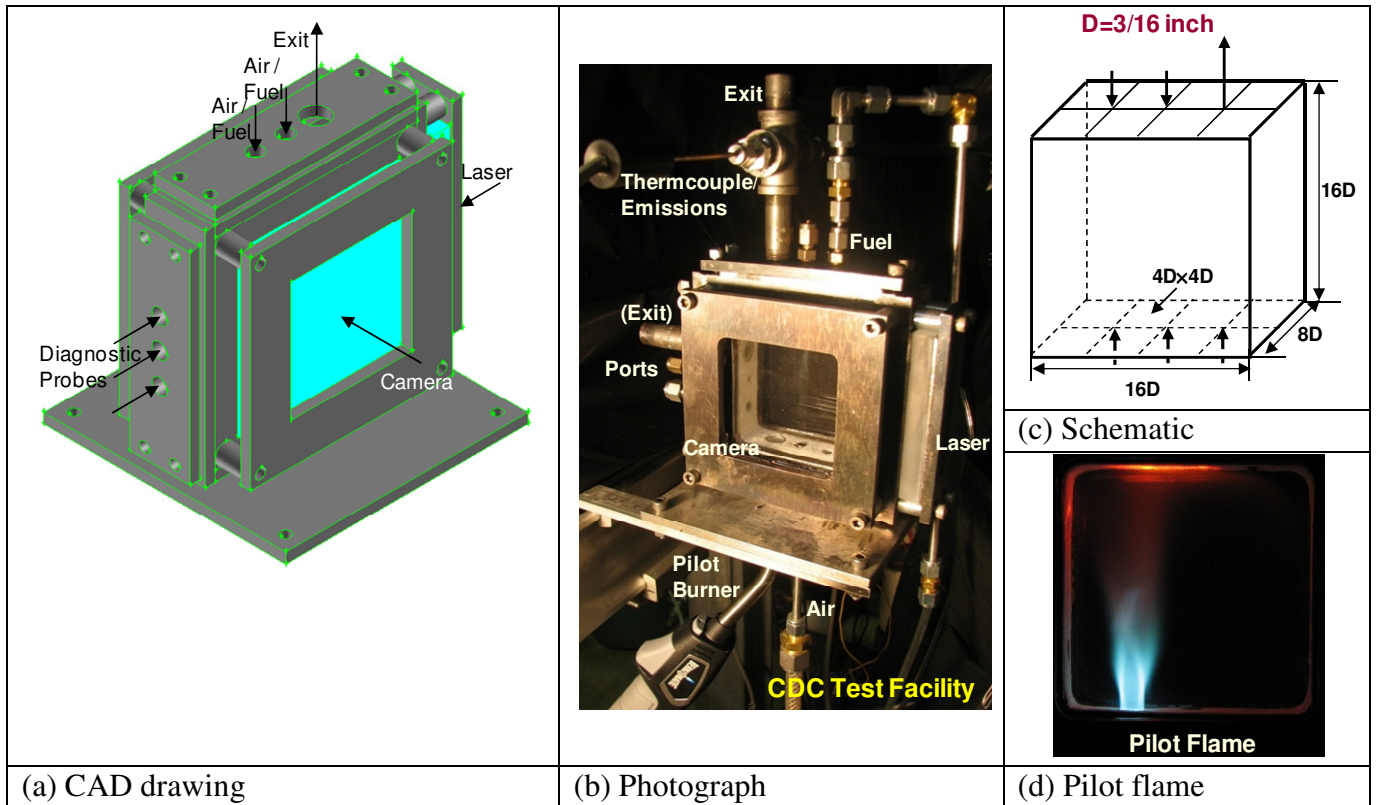 Exit
Air /
Fuel
Air /
Fuel
Laser
Diagnostic
Probes
Camera
(a) CAD drawing
Exit
Thermcouple/
Emissions
Fuel
(Exit)
Ports
Camera
Laser
Pilot
Burner
Air
CDC Test Facility
(b) Photograph
D=3/16 inch
16D
4D×4D
8D
16D
(c) Schematic
Pilot Flame
(d) Pilot flame